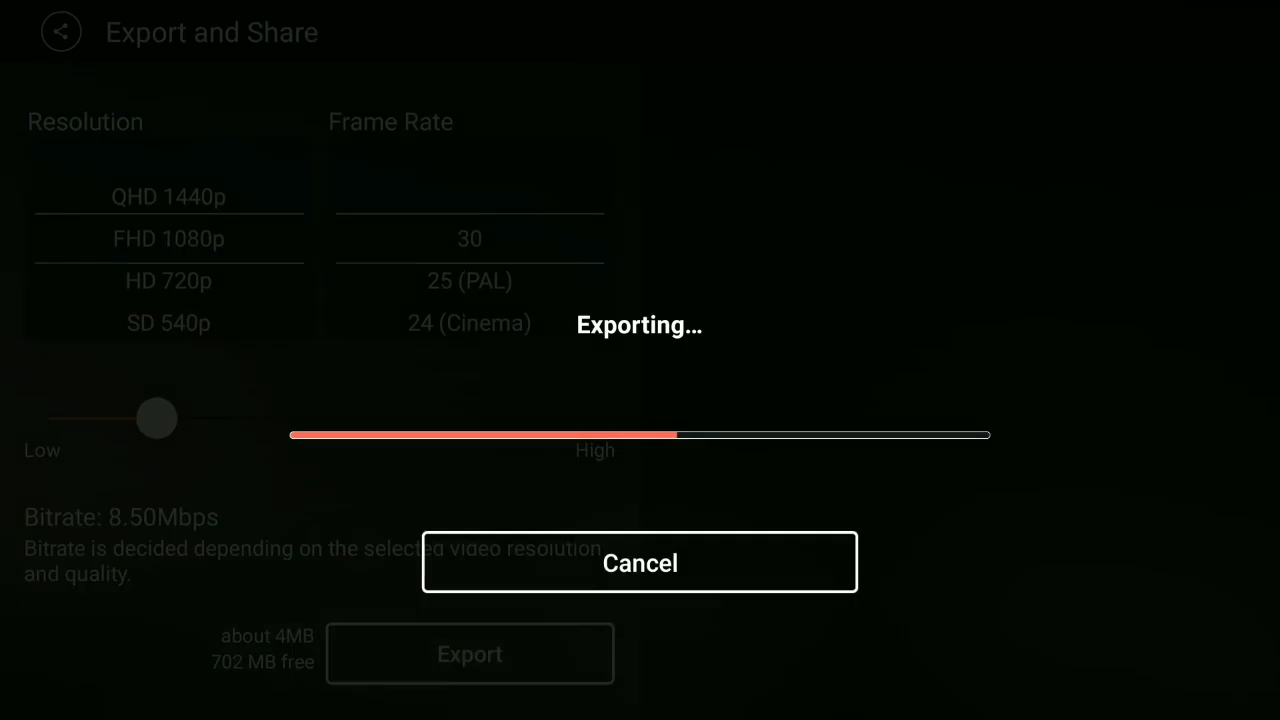 Export and Share
Resolution
Frame Rate
QHD 1440p
FHD 1080p
30
HD 720p
25 (PAL)
SD 540p
24 (Cinema)
Exporting...
Low
High
Bitrate: 8.50Mbps
Bitrate is decided depending on the selected video resolution
and quality.
Cancel
about 4MB
702 MB free
Export